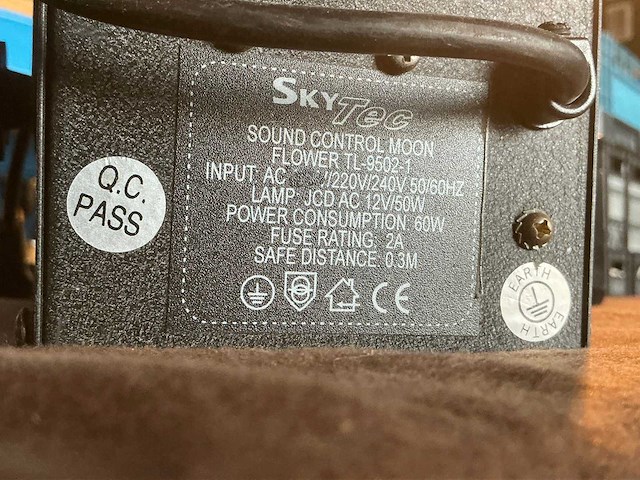 SKYTEC
SOUND CONTROL MOON
FLOWER TL-9502-1
INPUT AC /220V/240V 50/60HZ
LAMP: JCD AC 12V/50W
POWER CONSUMPTION: 60W
FUSE RATING: 2A
SAFE DISTANCE: 0.3M
CE
Q.C.
PASS
EARTH
EARTH